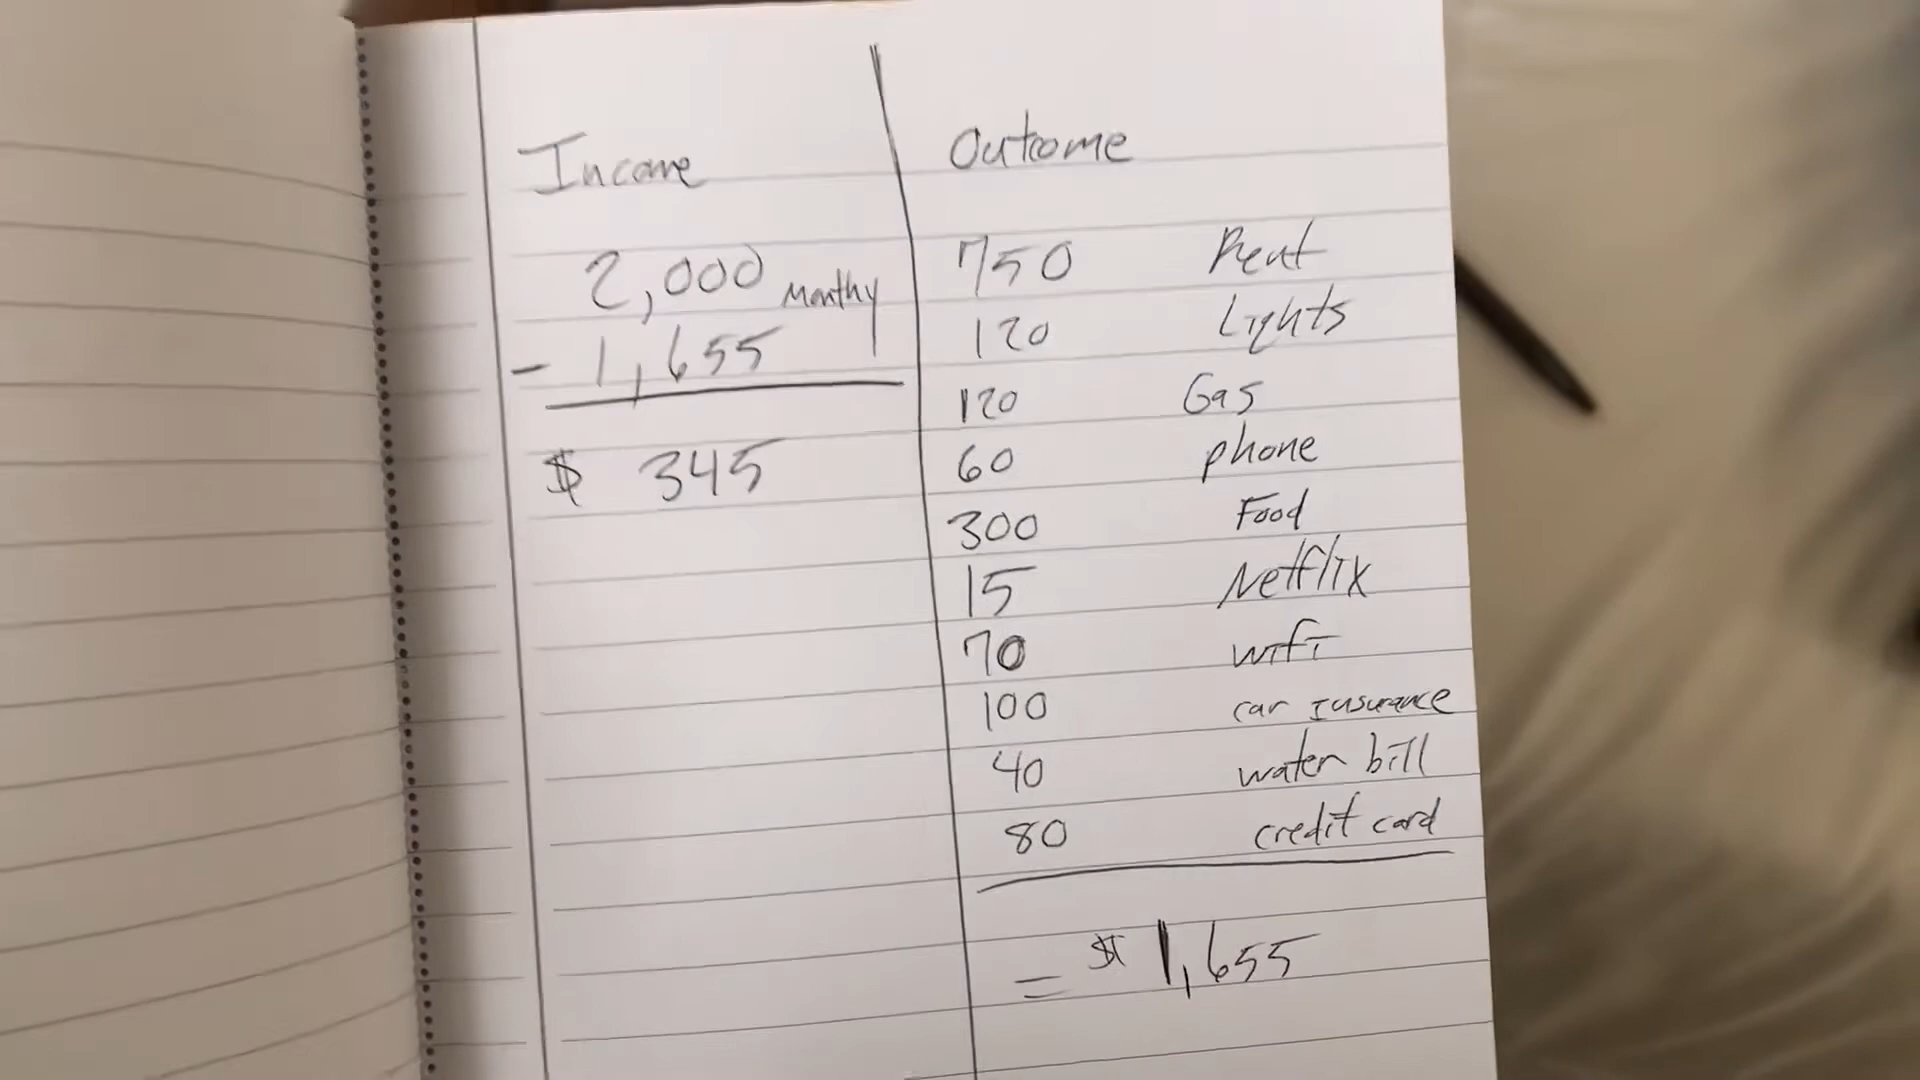 Income
2,000 Monthy
- 1,655
$ 345
Outcome
750 Rent
120 Lights
120 Gas
60 phone
300 Food
15 Netflix
70 wifi
100 car insurance
40 water bill
80 credit card
= $ 1,655